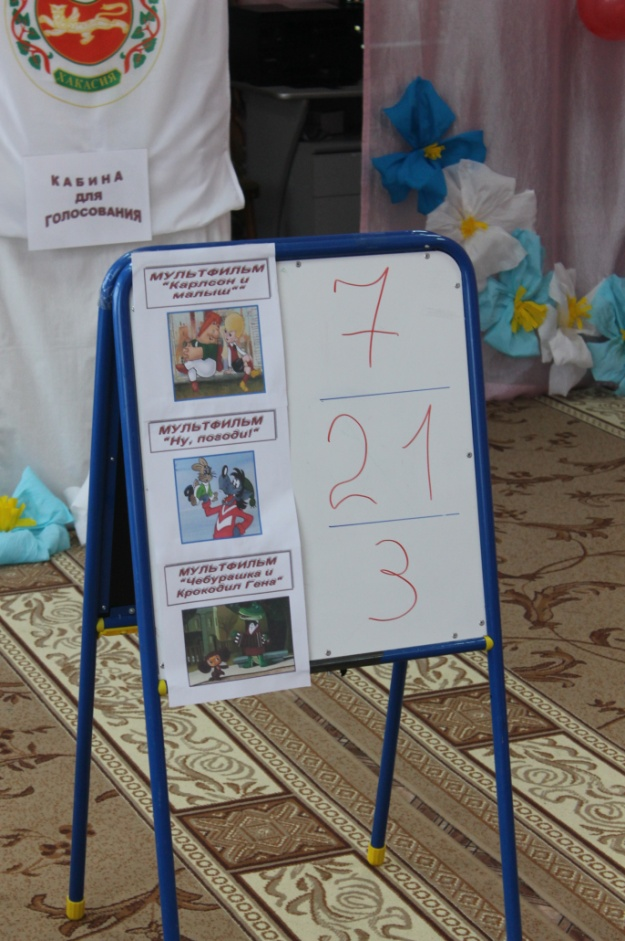 ХАКАСИЯ
КАБИНА
ДЛЯ
ГОЛОСОВАНИЯ
МУЛЬТФИЛЬМ
"Карлсон и
малыш""
7
МУЛЬТФИЛЬМ
"Ну, погоди!"
21
МУЛЬТФИЛЬМ
"Чебурашка и
Крокодил Гена"
3